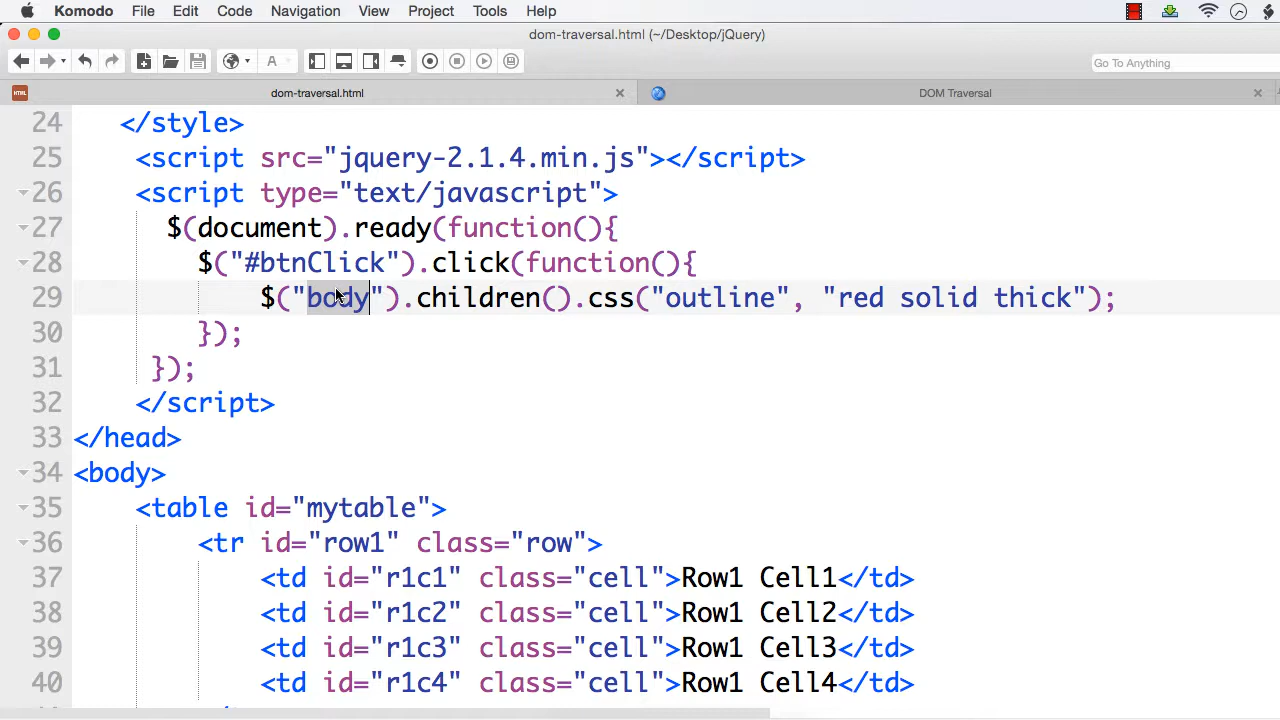 Komodo File Edit Code Navigation View Project Tools Help
dom-traversal.html (~/Desktop/jQuery)
A Go To Anything
HTML dom-traversal.html DOM Traversal
24 </style>
25 <script src="jquery-2.1.4.min.js"></script>
26 <script type="text/javascript">
27 $(document).ready(function(){
28 $("#btnClick").click(function(){
29 $("body").children().css("outline", "red solid thick");
30 });
31 });
32 </script>
33 </head>
34 <body>
35 <table id="mytable">
36 <tr id="row1" class="row">
37 <td id="r1c1" class="cell">Row1 Cell1</td>
38 <td id="r1c2" class="cell">Row1 Cell2</td>
39 <td id="r1c3" class="cell">Row1 Cell3</td>
40 <td id="r1c4" class="cell">Row1 Cell4</td>